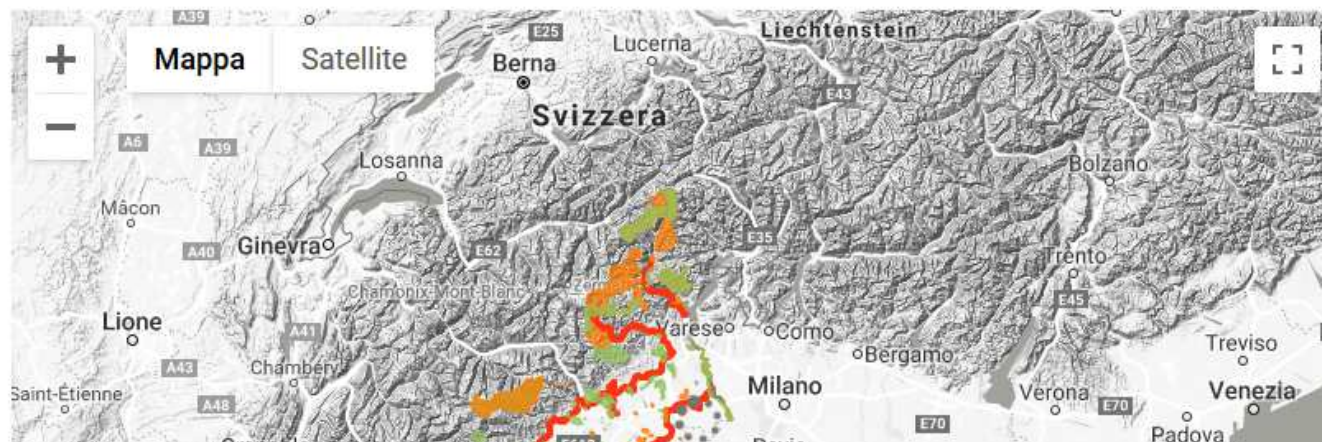 A39
Liechtenstein
E25
Lucerna
+
Mappa
Satellite
Berna
E43
Svizzera
−
A6
A39
Losanna
Bolzano
Mâcon
A40
Ginevra
E62
E35
Trento
Chamonix-Mont-Blanc
E45
Lione
A41
Varese
Como
Bergamo
Treviso
A43
Chambéry
Milano
Saint-Étienne
Verona
Venezia
A48
E70
E70
Padova